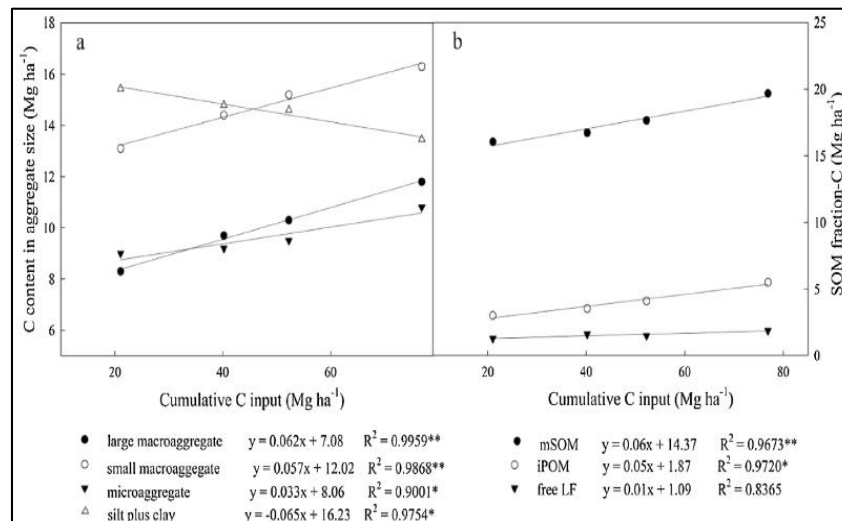 a
b
C content in aggregate size (Mg ha⁻¹)
18
16
14
12
10
8
6
20
40
60
Cumulative C input (Mg ha⁻¹)
25
20
15
10
5
0
SOM fraction-C (Mg ha⁻¹)
20
40
60
80
Cumulative C input (Mg ha⁻¹)
large macroaggregate y = 0.062x + 7.08 R² = 0.9959**
small macroaggegate y = 0.057x + 12.02 R² = 0.9868**
microaggregate y = 0.033x + 8.06 R² = 0.9001*
silt plus clay y = -0.065x + 16.23 R² = 0.9754*
mSOM y = 0.06x + 14.37 R² = 0.9673**
iPOM y = 0.05x + 1.87 R² = 0.9720*
free LF y = 0.01x + 1.09 R² = 0.8365